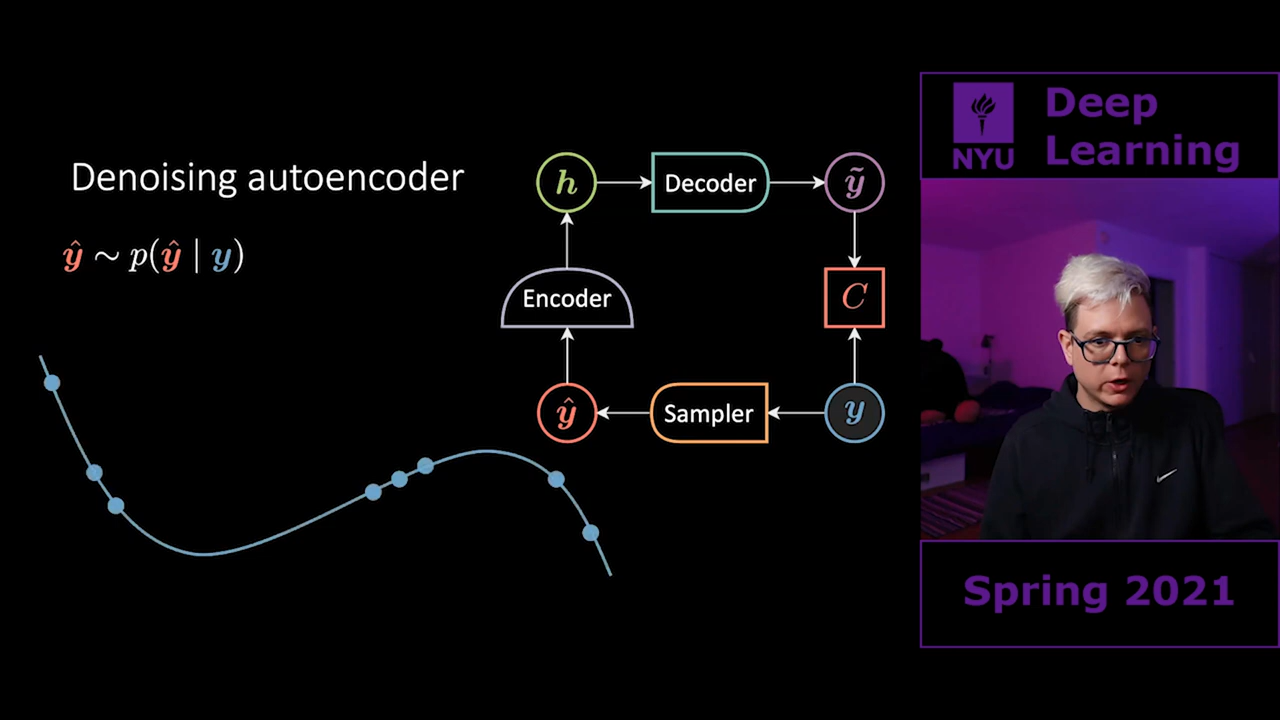 Denoising autoencoder
ŷ ~ p(ŷ | y)
h
Decoder
ỹ
Encoder
C
ŷ
Sampler
y
NYU
Deep
Learning
Spring 2021